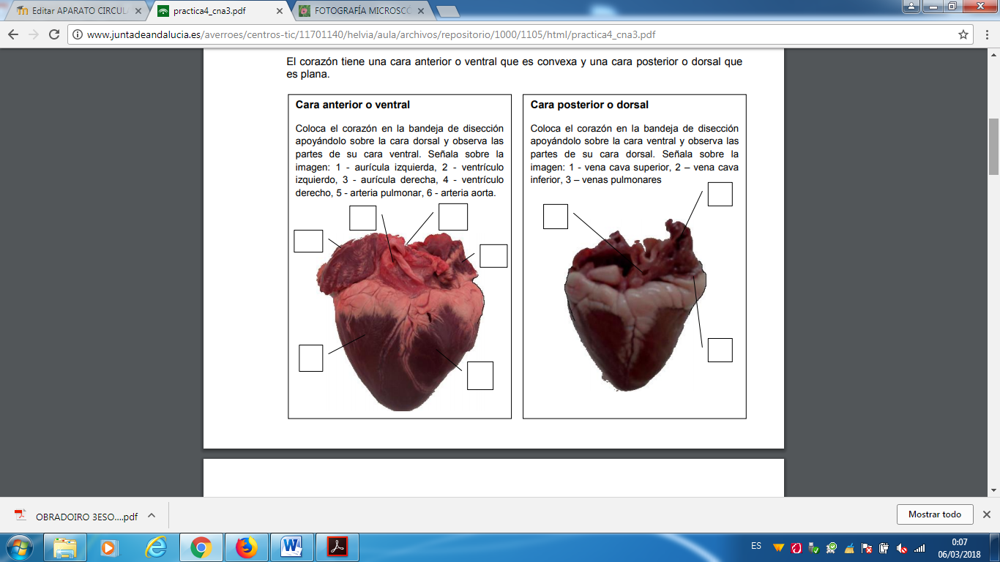 Editar APARATO CIRCUL
practica4_cna3.pdf
FOTOGRAFÍA MICROSCÓ
www.juntadeandalucia.es/averroes/centros-tic/11701140/helvia/aula/archivos/repositorio/1000/1105/html/practica4_cna3.pdf
El corazón tiene una cara anterior o ventral que es convexa y una cara posterior o dorsal que
es plana.
Cara anterior o ventral
Coloca el corazón en la bandeja de disección
apoyándolo sobre la cara dorsal y observa las
partes de su cara ventral. Señala sobre la
imagen: 1 - aurícula izquierda, 2 - ventrículo
izquierdo, 3 - aurícula derecha, 4 - ventrículo
derecho, 5 - arteria pulmonar, 6 - arteria aorta.
Cara posterior o dorsal
Coloca el corazón en la bandeja de disección
apoyándolo sobre la cara ventral y observa las
partes de su cara dorsal. Señala sobre la
imagen: 1 - vena cava superior, 2 – vena cava
inferior, 3 – venas pulmonares
OBRADOIRO 3ESO....pdf
Mostrar todo
ES
0:07
06/03/2018